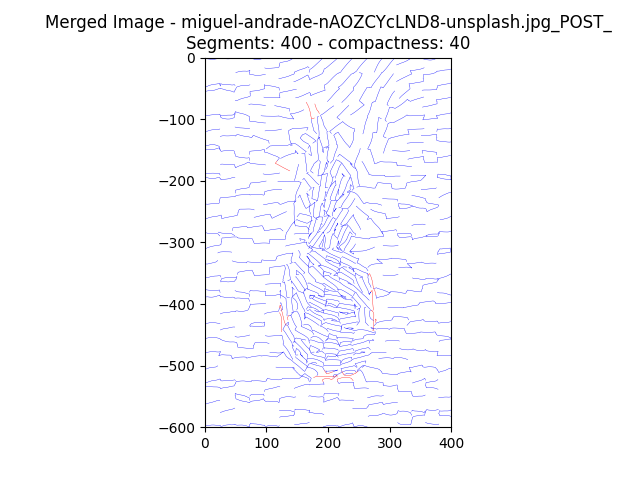 Merged Image - miguel-andrade-nAOZCYcLND8-unsplash.jpg_POST_
Segments: 400 - compactness: 40
0
−100
−200
−300
−400
−500
−600
0 100 200 300 400